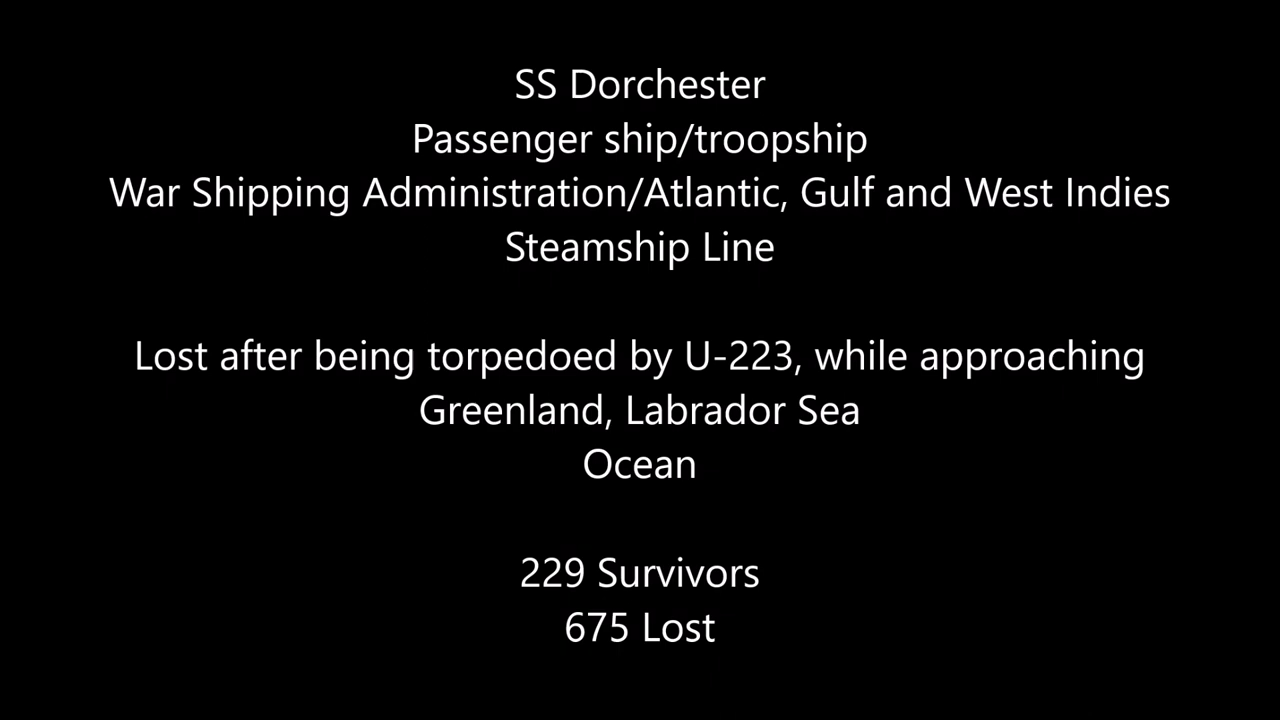 SS Dorchester
Passenger ship/troopship
War Shipping Administration/Atlantic, Gulf and West Indies
Steamship Line
Lost after being torpedoed by U-223, while approaching
Greenland, Labrador Sea
Ocean
229 Survivors
675 Lost